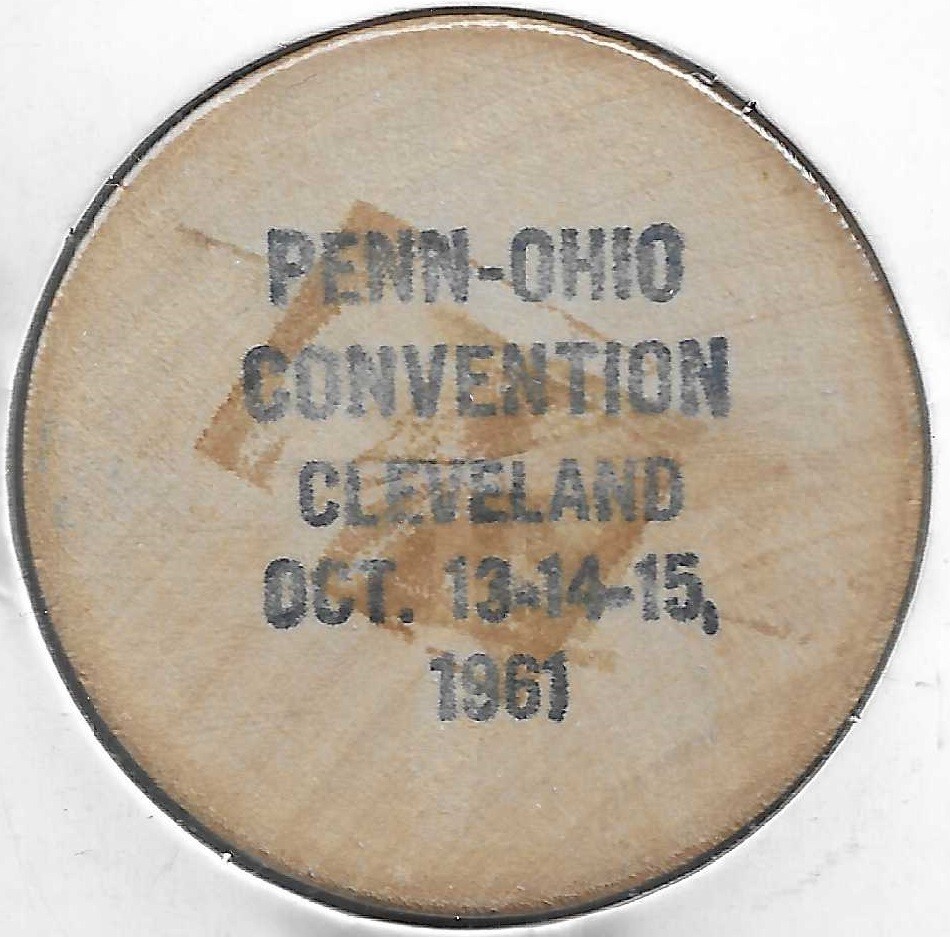 PENN-OHIO
CONVENTION
CLEVELAND
OCT. 13-14-15,
1961